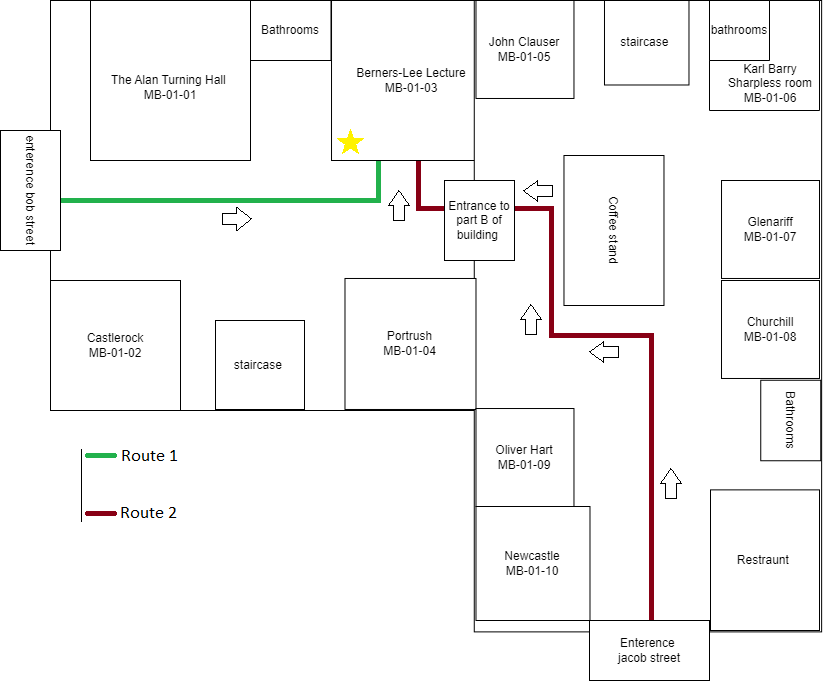 Bathrooms
The Alan Turning Hall
MB-01-01
Berners-Lee Lecture
MB-01-03
John Clauser
MB-01-05
staircase
bathrooms
Karl Barry
Sharpless room
MB-01-06
enterence bob street
Entrance to
part B of
building
Coffee stand
Glenariff
MB-01-07
Castlerock
MB-01-02
staircase
Portrush
MB-01-04
Churchill
MB-01-08
Bathrooms
Oliver Hart
MB-01-09
Route 1
Route 2
Newcastle
MB-01-10
Restraunt
Enterence
jacob street